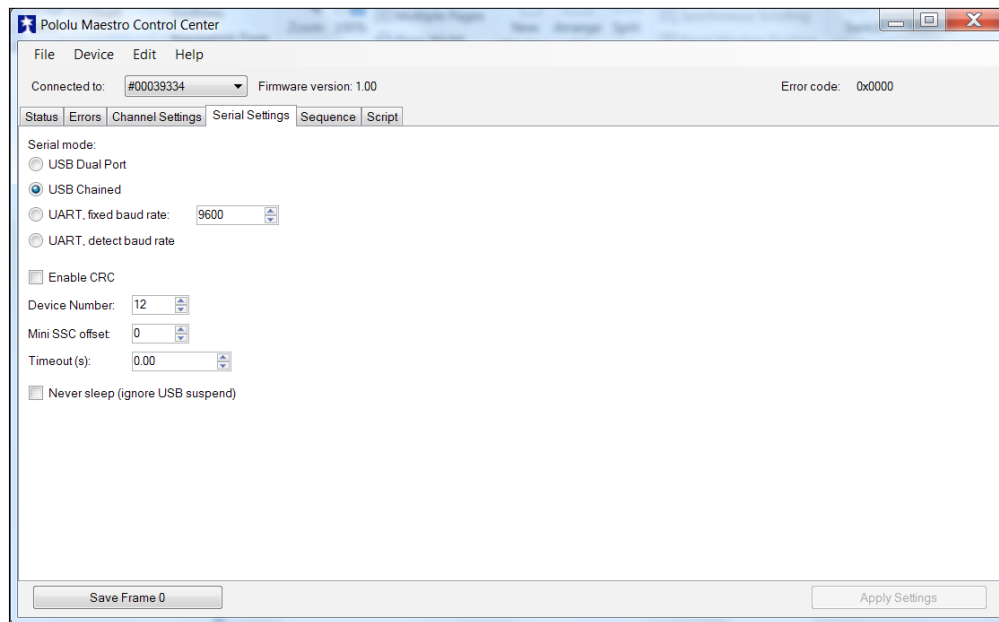 Pololu Maestro Control Center
File Device Edit Help
Connected to: #00039334 Firmware version: 1.00 Error code: 0x0000
Status Errors Channel Settings Serial Settings Sequence Script
Serial mode:
USB Dual Port
USB Chained
UART, fixed baud rate: 9600
UART, detect baud rate
Enable CRC
Device Number: 12
Mini SSC offset: 0
Timeout (s): 0.00
Never sleep (ignore USB suspend)
Save Frame 0 Apply Settings